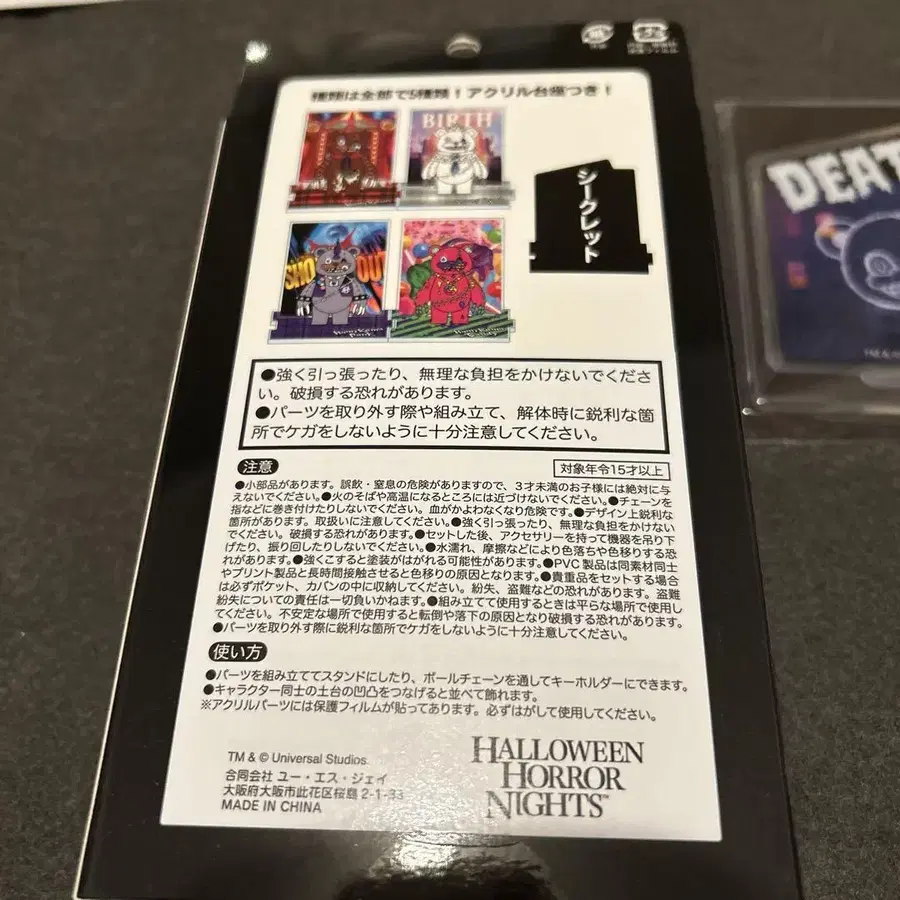 種類は全部で5種類！アクリル台座つき！
BIRTH
SHO OUT
シークレット
DEAT
●強く引っ張ったり、無理な負担をかけないでくださ
い。破損する恐れがあります。
●パーツを取り外す際や組み立て、解体時に鋭利な箇
所でケガをしないように十分注意してください。
注意
対象年令15才以上
●小部品があります。誤飲・窒息の危険がありますので、3才未満のお子様には絶対に与
えないでください。●火のそばや高温になるところには近づけないでください。●チェーンを
指などに巻き付けたりしないでください。血がかよわなくなり危険です。●デザイン上鋭利な
箇所があります。取扱いに注意してください。●強く引っ張ったり、無理な負担をかけない
でください。破損する恐れがあります。●セットした後、アクセサリーを持って機器を吊り下
げたり、振り回したりしないでください。●水濡れ、摩擦などにより色落ちや色移りする恐
れがあります。●強くこすると塗装がはがれる可能性があります。●PVC 製品は同素材同士
やプリント製品と長時間接触させると色移りの原因となります。●貴重品をセットする場合
は必ずポケット、カバンの中に収納してください。紛失、盗難などの恐れがあります。盗難
紛失についての責任は一切負いかねます。●組み立てて使用するときは平らな場所で使用し
てください。不安定な場所で使用すると転倒や落下の原因となり破損する恐れがあります。
●パーツを取り外す際に鋭利な箇所でケガをしないように十分注意してください。
使い方
●パーツを組み立ててスタンドにしたり、ボールチェーンを通してキーホルダーにできます。
●キャラクター同士の土台の凹凸をつなげると並べて飾れます。
※アクリルパーツには保護フィルムが貼ってあります。必ずはがして使用してください。
TM & © Universal Studios.
合同会社 ユー・エス・ジェイ
大阪府大阪市此花区桜島 2-1-33
MADE IN CHINA
HALLOWEEN
HORROR
NIGHTS™